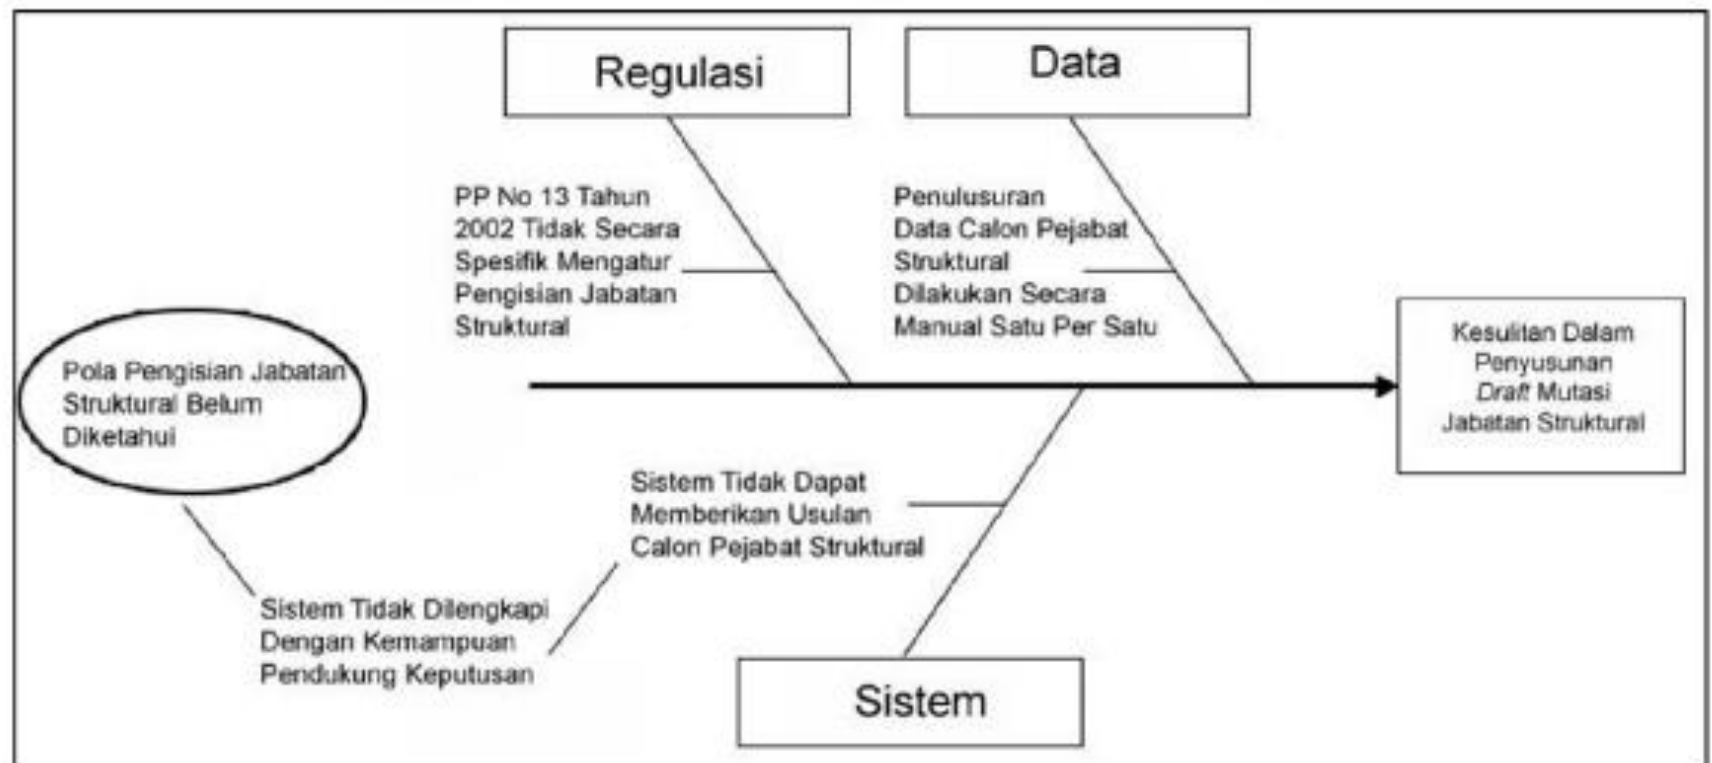 Regulasi
Data
PP No 13 Tahun
2002 Tidak Secara
Spesifik Mengatur
Pengisian Jabatan
Struktural
Penulusuran
Data Calon Pejabat
Struktural
Dilakukan Secara
Manual Satu Per Satu
Pola Pengisian Jabatan
Struktural Belum
Diketahui
Kesulitan Dalam
Penyusunan
Draft Mutasi
Jabatan Struktural
Sistem Tidak Dapat
Memberikan Usulan
Calon Pejabat Struktural
Sistem Tidak Dilengkapi
Dengan Kemampuan
Pendukung Keputusan
Sistem